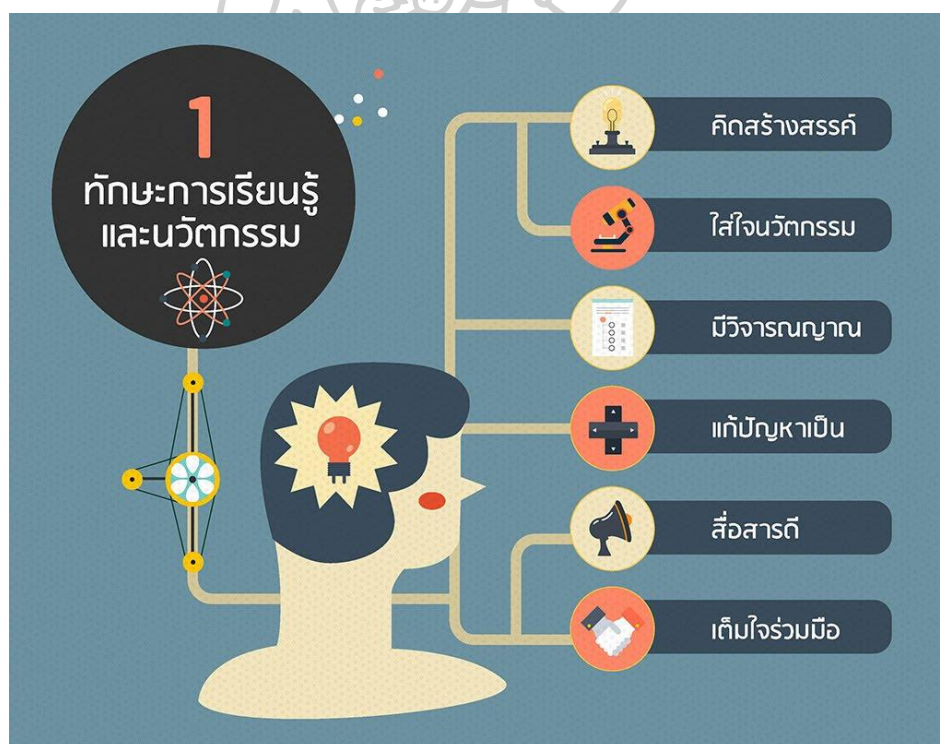 1
ทักษะการเรียนรู้
และนวัตกรรม
คิดสร้างสรรค์
ใส่ใจนวัตกรรม
มีวิจารณญาณ
แก้ปัญหาเป็น
สื่อสารดี
เต็มใจร่วมมือ